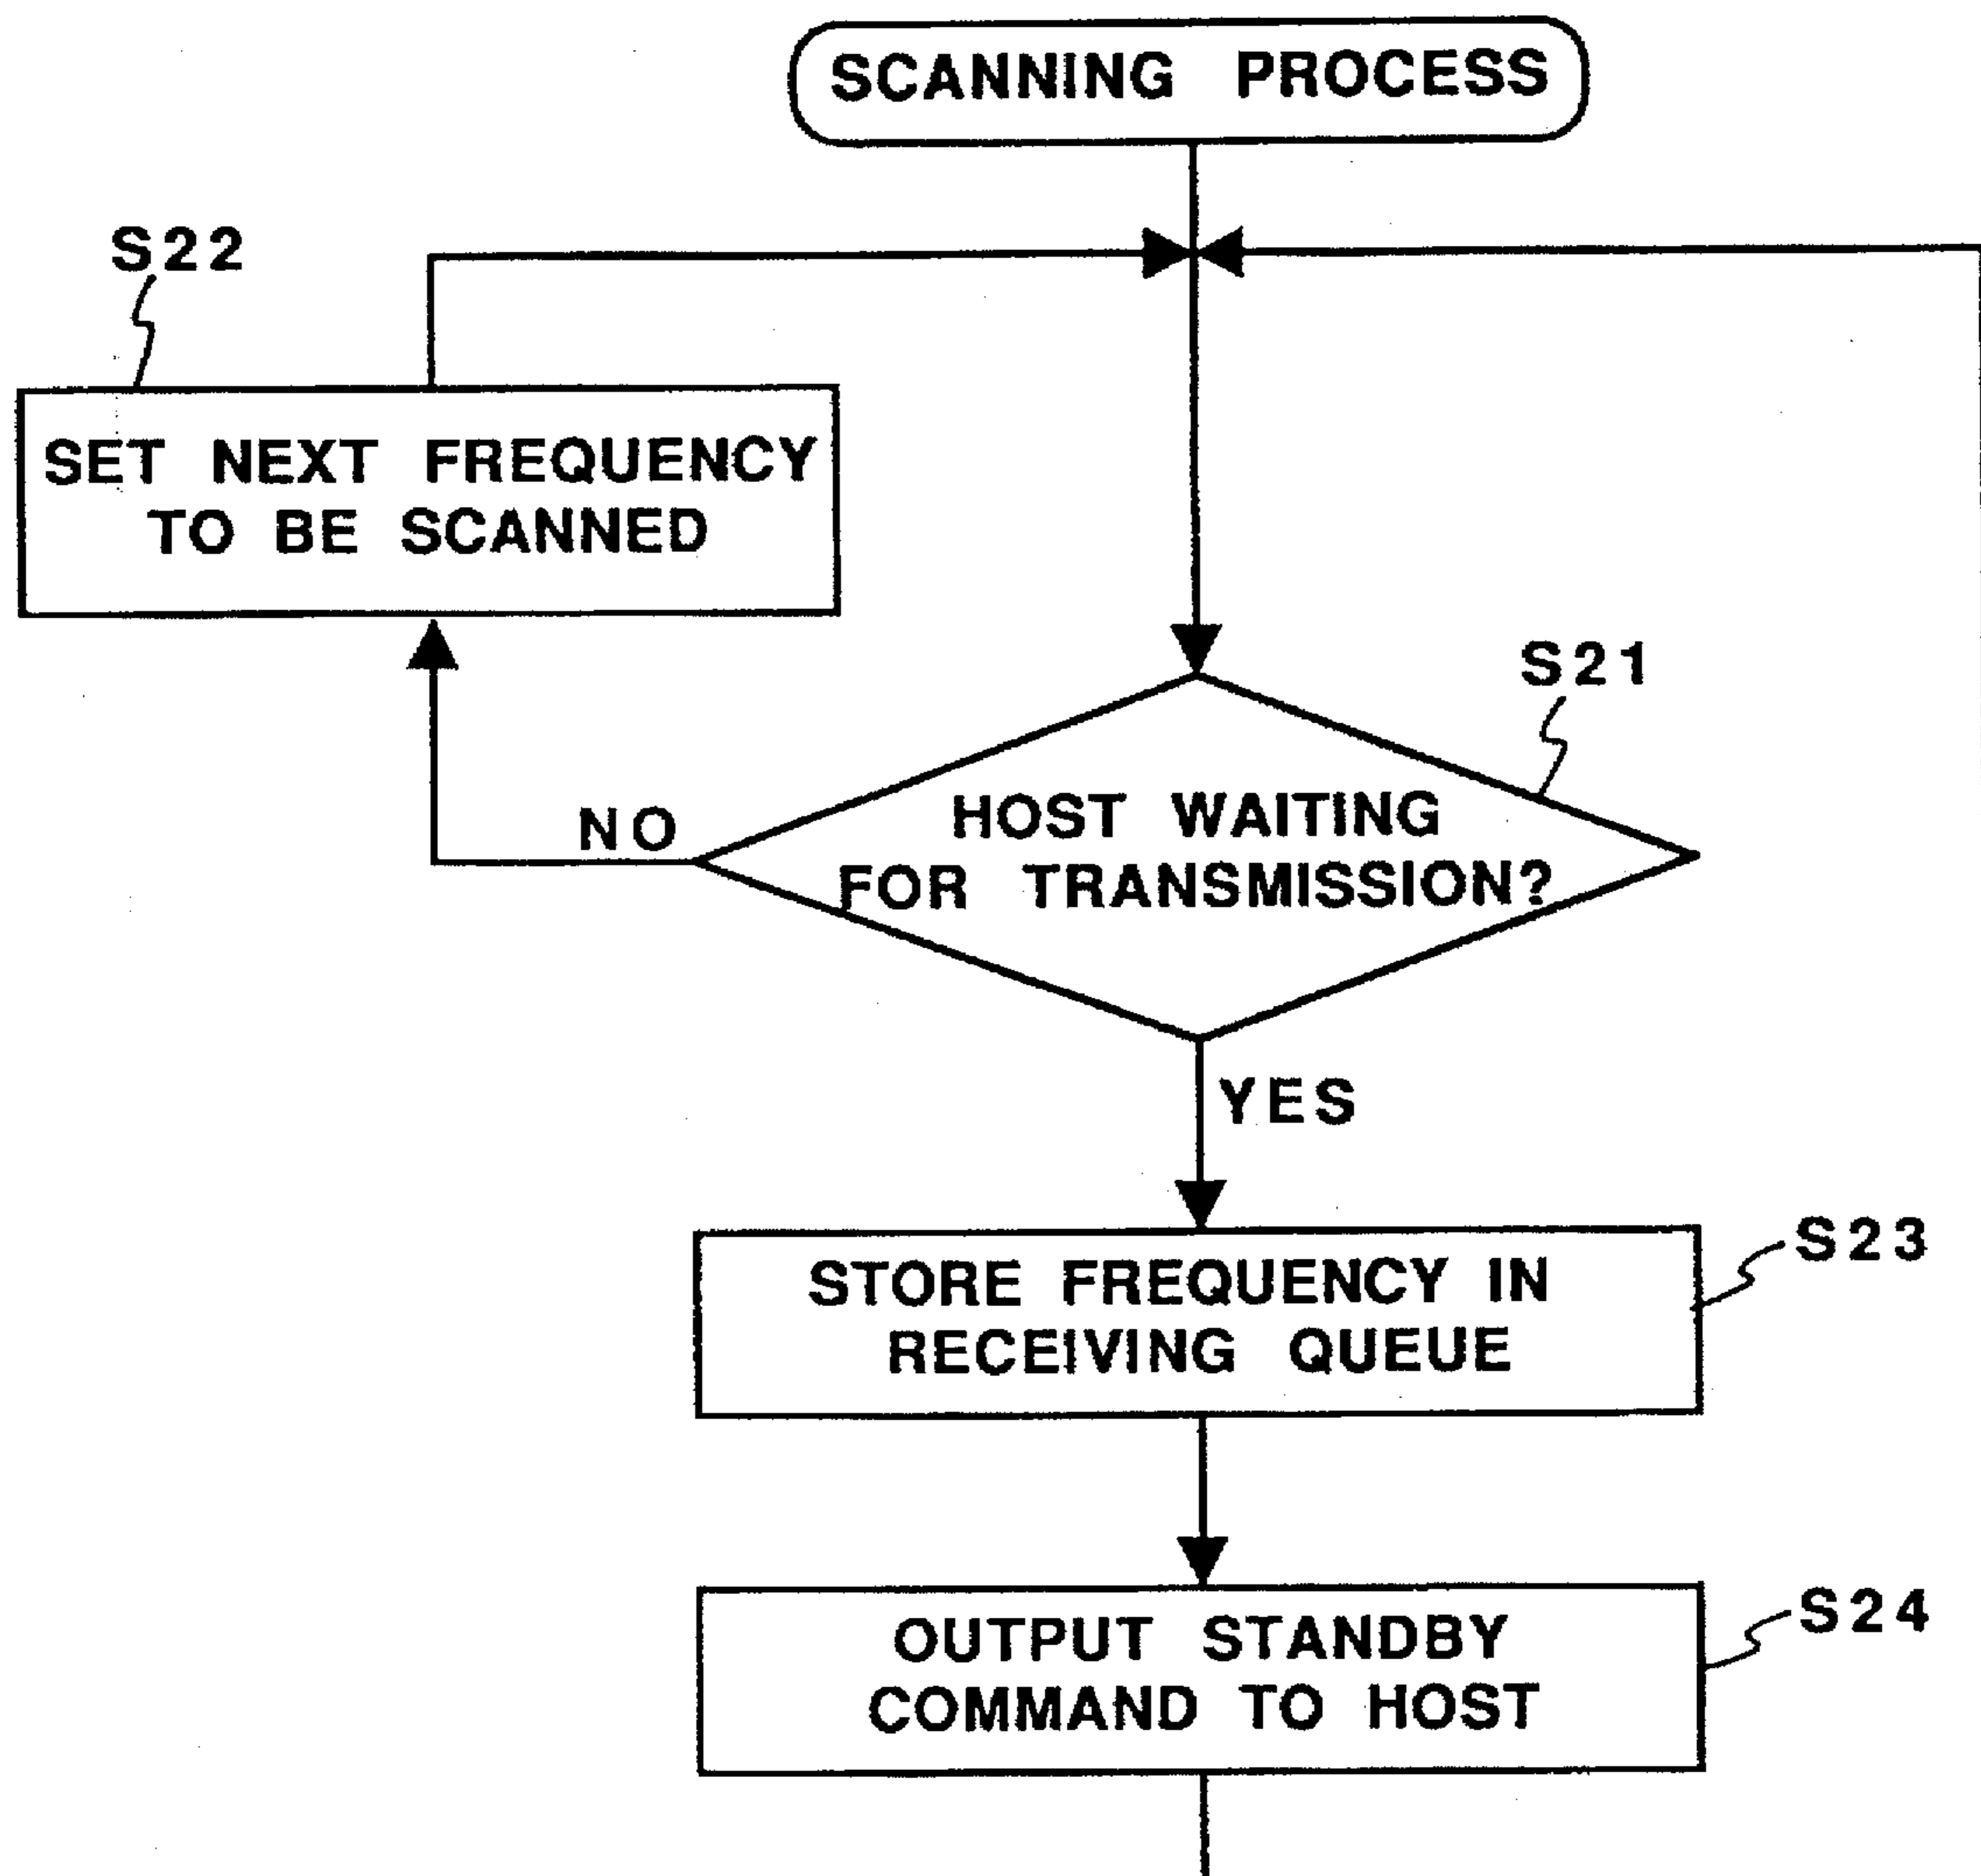 SCANNING PROCESS
S22
SET NEXT FREQUENCY
TO BE SCANNED
S21
NO
HOST WAITING
FOR TRANSMISSION?
YES
S23
STORE FREQUENCY IN
RECEIVING QUEUE
S24
OUTPUT STANDBY
COMMAND TO HOST